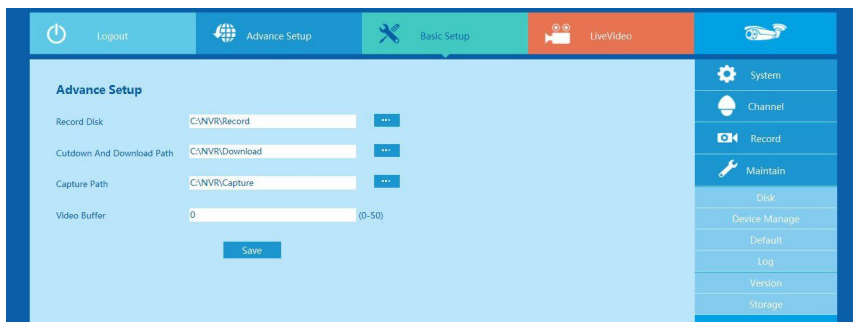 Logout
Advance Setup
Basic Setup
LiveVideo
Advance Setup
Record Disk
C:\NVR\Record
...
Cutdown And Download Path
C:\NVR\Download
...
Capture Path
C:\NVR\Capture
...
Video Buffer
0
(0-50)
Save
System
Channel
Record
Maintain
Disk
Device Manage
Default
Log
Version
Storage